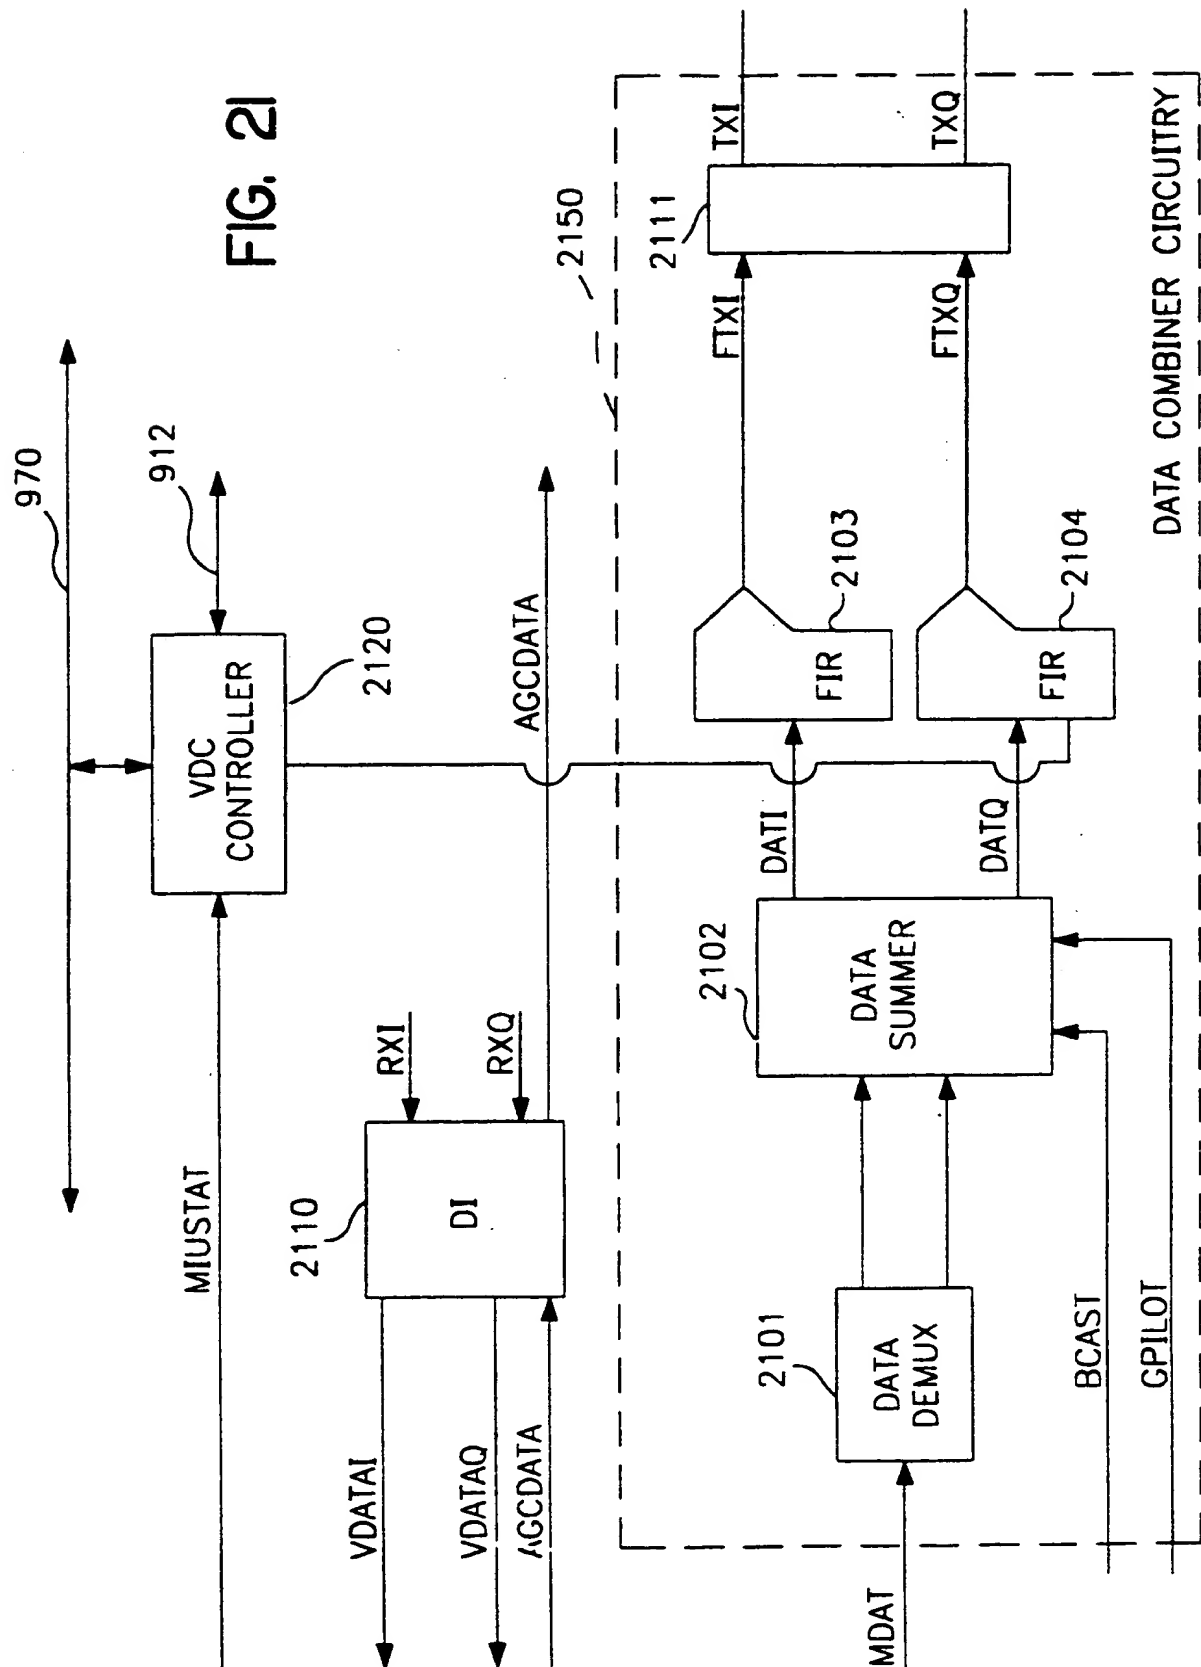 FIG. 21
970
912
VDC
CONTROLLER
2120
MIUSTAT
AGCDATA
RXI
RXQ
2110
DI
VDATAI
VDATAQ
AGCDATA
2150
2111
TXI
TXQ
FTXI
FTXQ
2103
FIR
2104
FIR
DATI
DATQ
2102
DATA
SUMMER
2101
DATA
DEMUX
MDAT
BCAST
GPILOT
DATA COMBINER CIRCUITRY